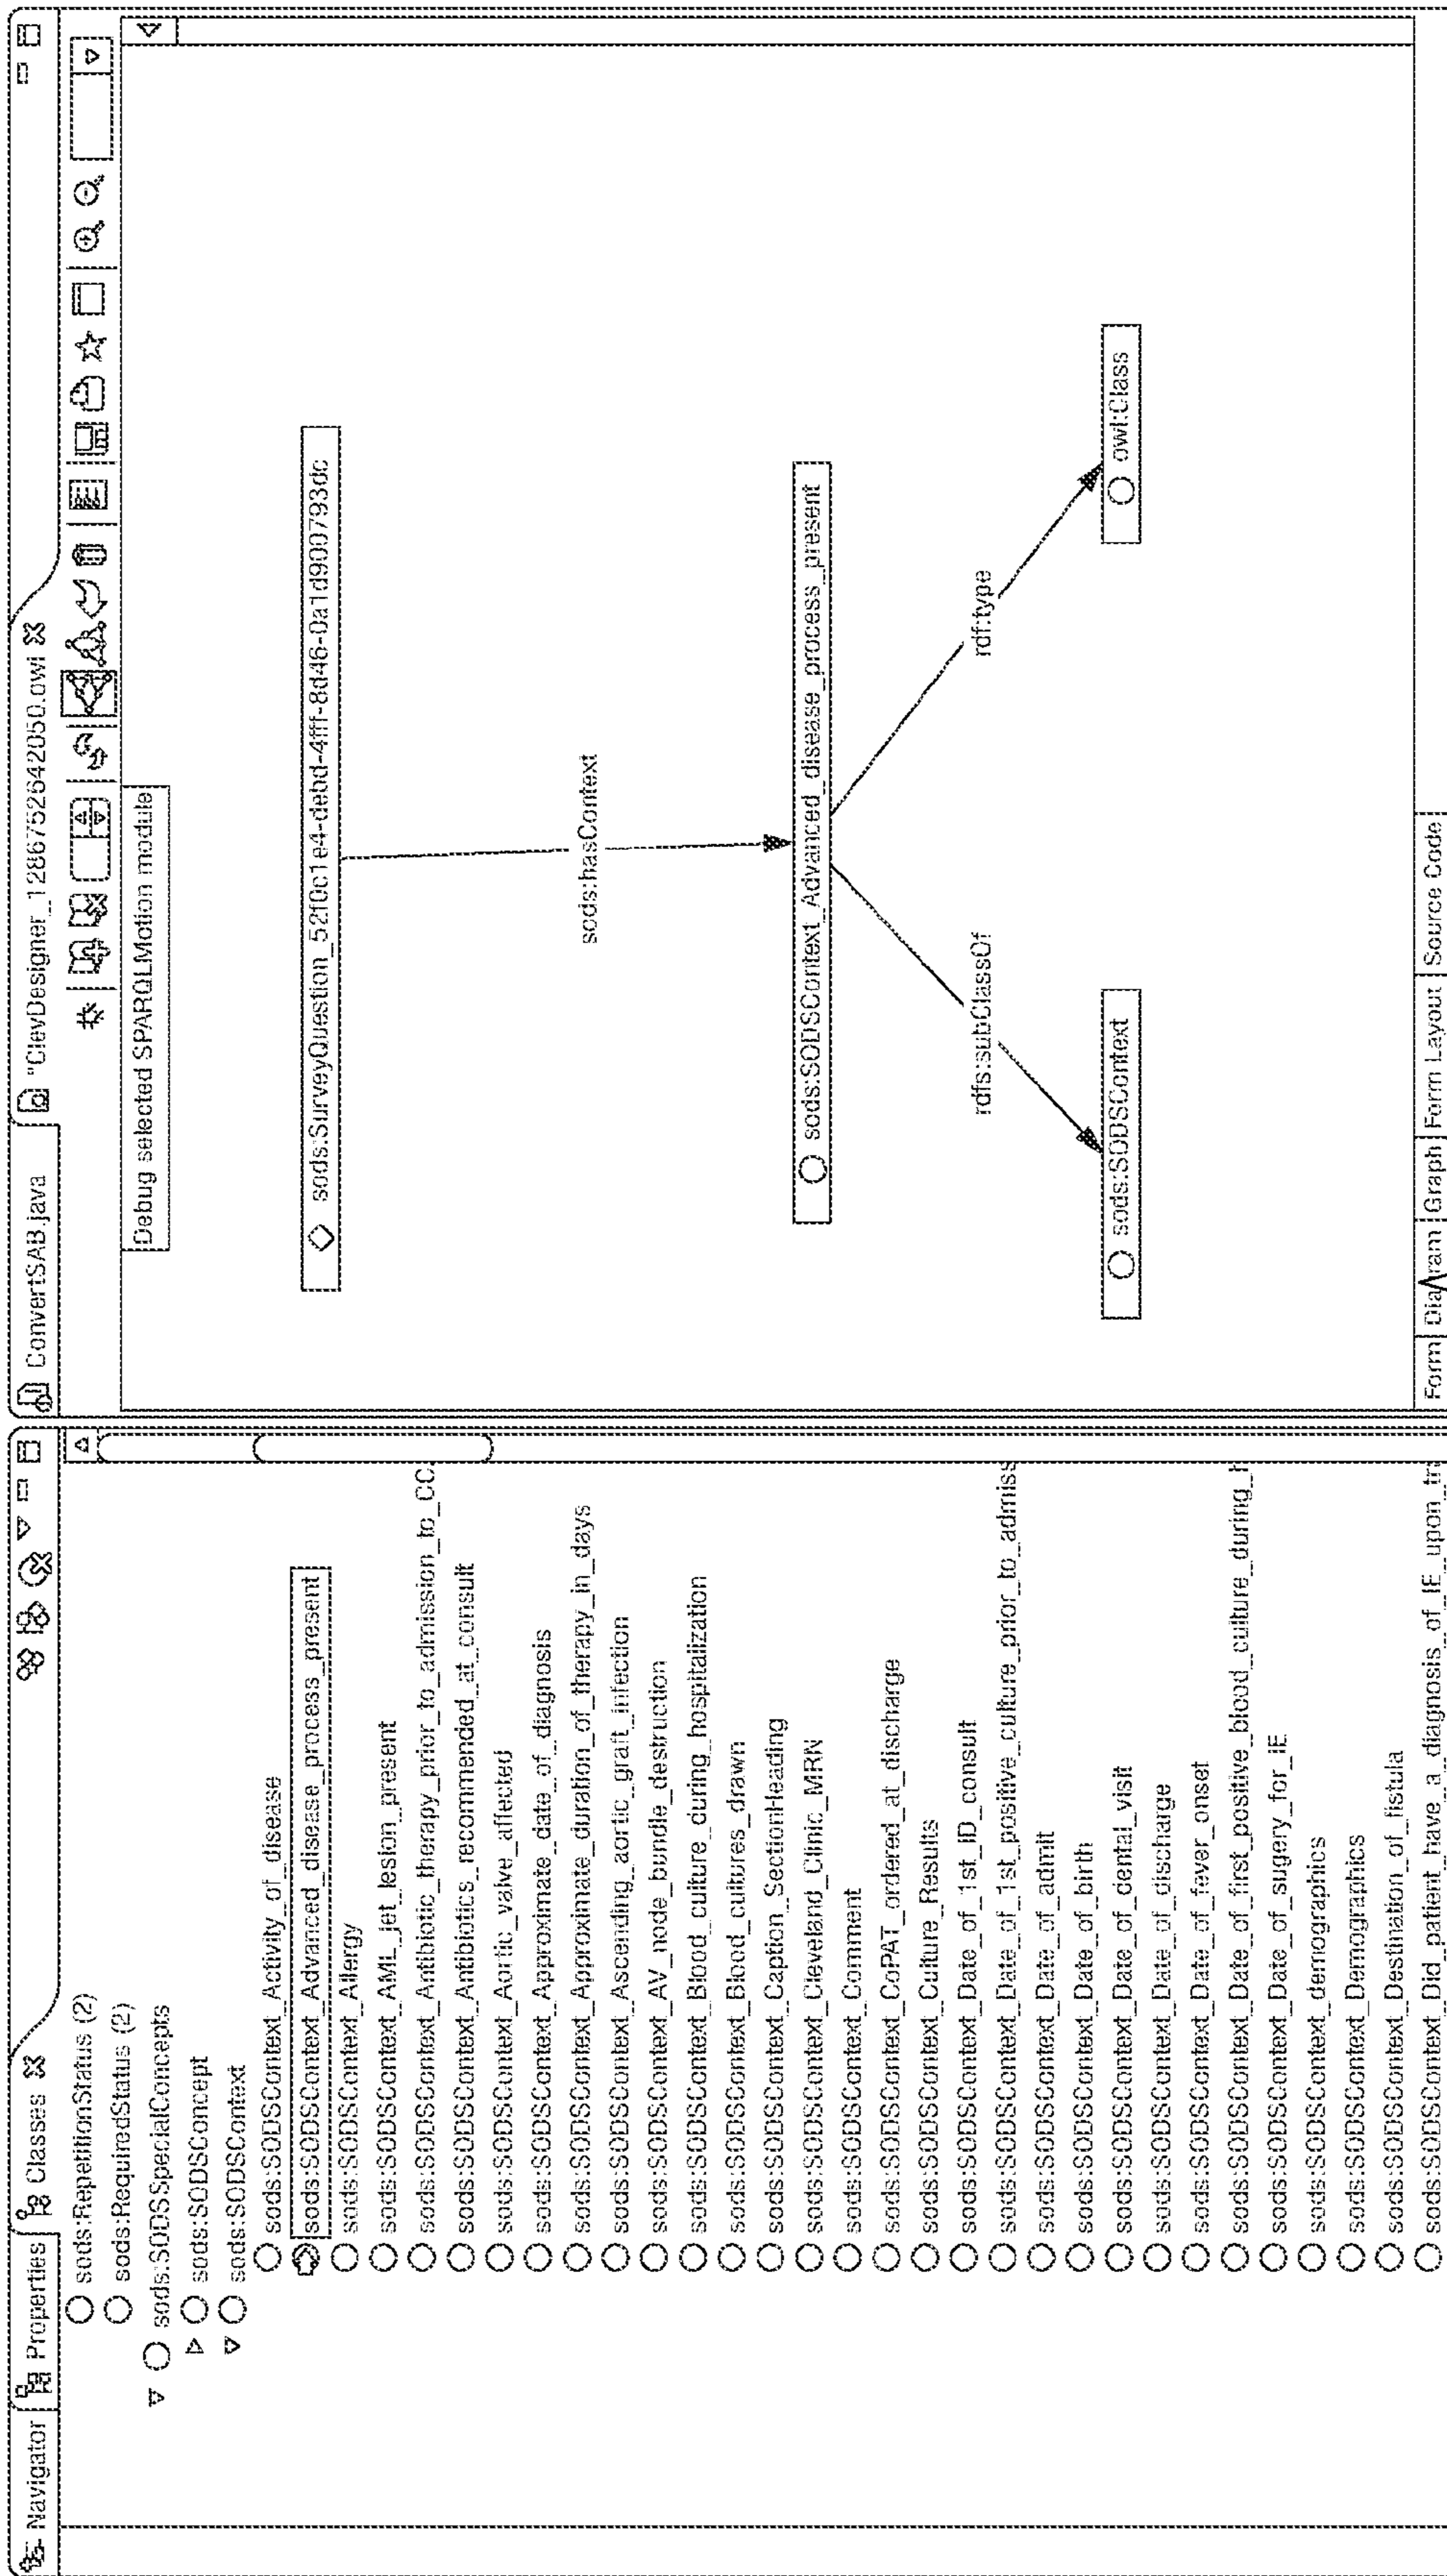 Navigator
Properties
Classes
sods:RepetitionStatus (2)
sods:RequiredStatus (2)
sods:SODSSpecialConcepts
sods:SODSConcept
sods:SODSContext
sods:SODSContext_Activity_of_disease
sods:SODSContext_Advanced_disease_process_present
sods:SODSContext_Allergy
sods:SODSContext_AML_jet_lesion_present
sods:SODSContext_Antibiotic_therapy_prior_to_admission_to_CC
sods:SODSContext_Antibiotics_recommended_at_consult
sods:SODSContext_Aortic_valve_affected
sods:SODSContext_Approximate_date_of_diagnosis
sods:SODSContext_Approximate_duration_of_therapy_in_days
sods:SODSContext_Ascending_aortic_graft_infection
sods:SODSContext_AV_node_bundle_destruction
sods:SODSContext_Blood_culture_during_hospitalization
sods:SODSContext_Blood_cultures_drawn
sods:SODSContext_Caption_SectionHeading
sods:SODSContext_Cleveland_Clinic_MRN
sods:SODSContext_Comment
sods:SODSContext_CoPAT_ordered_at_discharge
sods:SODSContext_Culture_Results
sods:SODSContext_Date_of_1st_ID_consult
sods:SODSContext_Date_of_1st_positive_culture_prior_to_admiss
sods:SODSContext_Date_of_admit
sods:SODSContext_Date_of_birth
sods:SODSContext_Date_of_dental_visit
sods:SODSContext_Date_of_discharge
sods:SODSContext_Date_of_fever_onset
sods:SODSContext_Date_of_first_positive_blood_culture_during_h
sods:SODSContext_Date_of_sugery_for_IE
sods:SODSContext_demographics
sods:SODSContext_Demographics
sods:SODSContext_Destination_of_fistula
sods:SODSContext_Did_patient_have_a_diagnosis_of_IE_upon_tra
ConvertSAB.java
"ClevDesigner_1286752642050.owl
Debug selected SPARQLMotion module
sods:SurveyQuestion_52f0c1e4-debd-4fff-8d46-0a1d900793dc
sods:hasContext
sods:SODSContext_Advanced_disease_process_present
rdfs:subClassOf
rdf:type
sods:SODSContext
owl:Class
Form
Diagram
Graph
Form Layout
Source Code